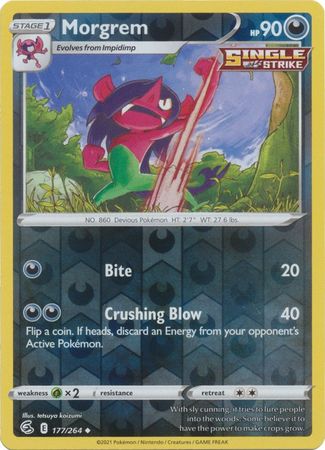 STAGE 1
Morgrem
HP 90
Evolves from Impidimp
SINGLE
STRIKE
NO. 860 Devious Pokémon HT: 2'7" WT: 27.6 lbs.
Bite 20
Crushing Blow 40
Flip a coin. If heads, discard an Energy from your opponent's
Active Pokémon.
weakness ×2 resistance retreat
Illus. tetsuya koizumi
E 177/264
With sly cunning, it tries to lure people
into the woods. Some believe it to
have the power to make crops grow.
©2021 Pokémon / Nintendo / Creatures / GAME FREAK